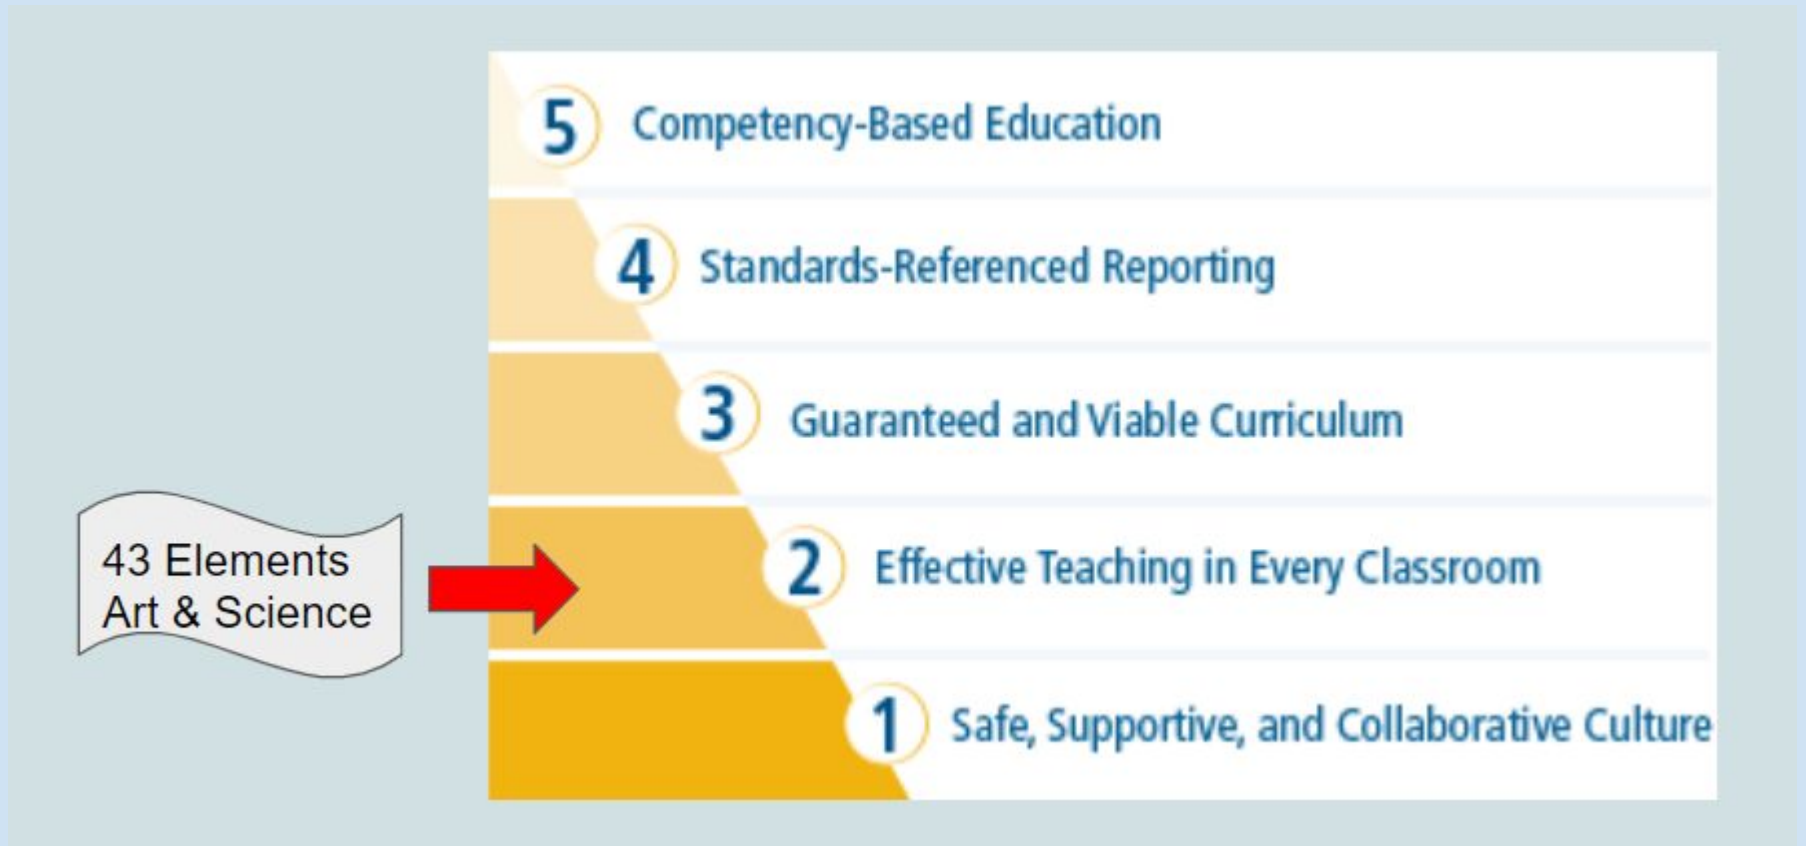 5 Competency-Based Education
4 Standards-Referenced Reporting
3 Guaranteed and Viable Curriculum
43 Elements
Art & Science
2 Effective Teaching in Every Classroom
1 Safe, Supportive, and Collaborative Culture